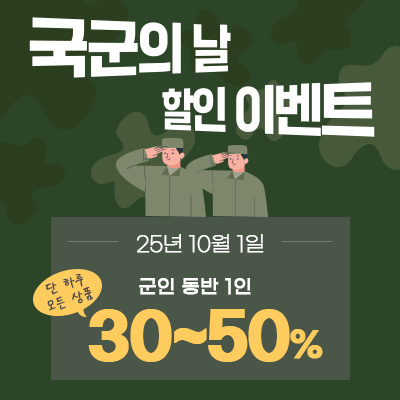 국군의 날
할인 이벤트
25년 10월 1일
군인 동반 1인
단 하루
모든 상품
30~50%